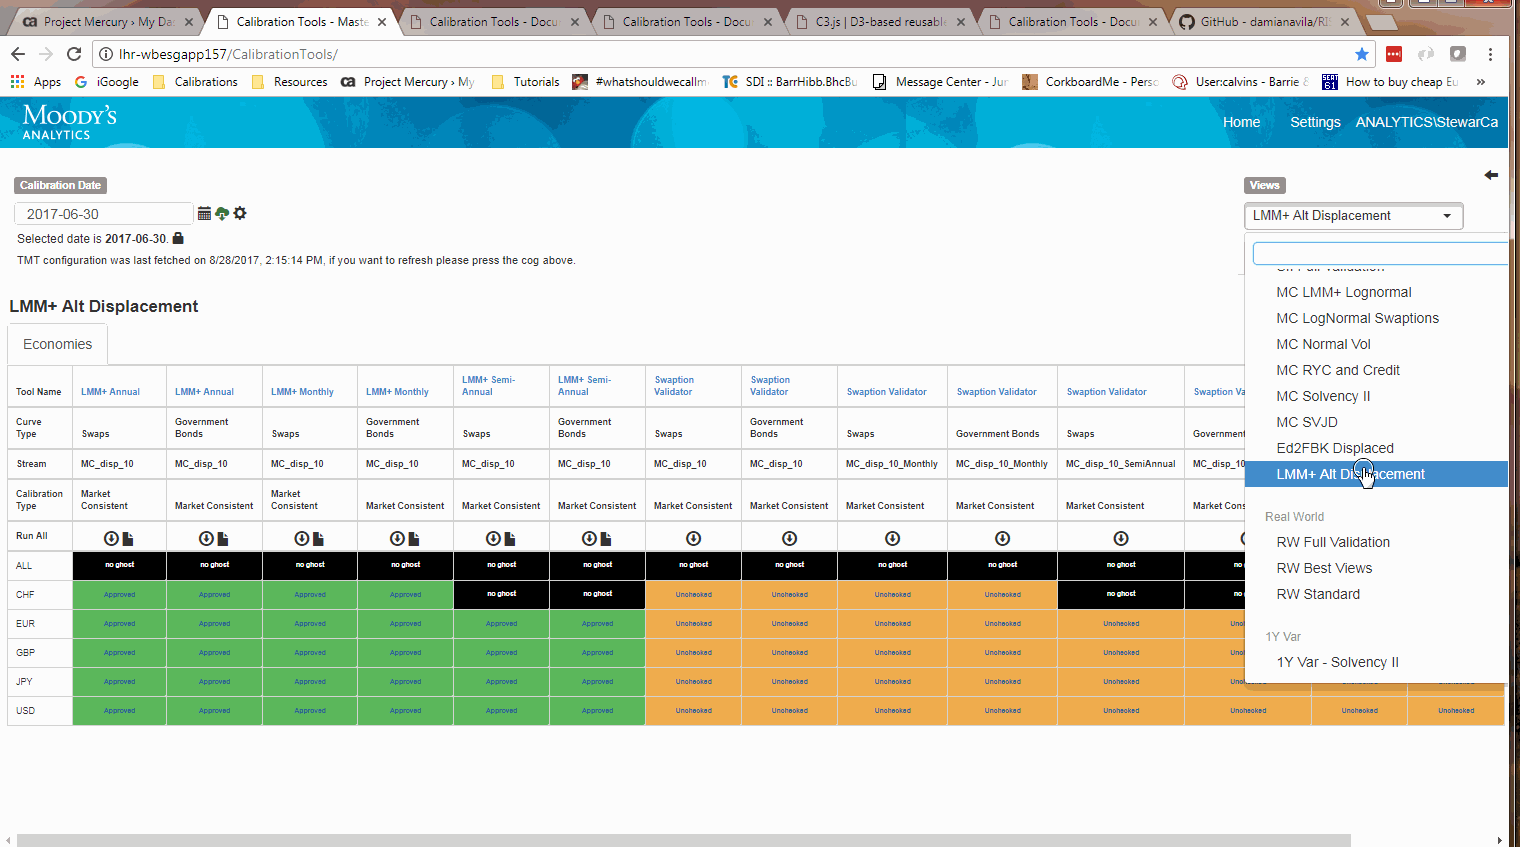 Project Mercury › My Das
Calibration Tools - Maste
Calibration Tools - Docu
Calibration Tools - Docu
C3.js | D3-based reusable
Calibration Tools - Docu
GitHub - damianavila/RIS
lhr-wbesgapp157/CalibrationTools/
Apps
iGoogle
Calibrations
Resources
Project Mercury › My
Tutorials
#whatshouldwecallme
SDI :: BarrHibb.BhcBu
Message Center - Jun
CorkboardMe - Perso
User:calvins - Barrie &
How to buy cheap Eu
MOODY'S
ANALYTICS
Home Settings ANALYTICS\StewarCa
Calibration Date
Views
2017-06-30
LMM+ Alt Displacement
Selected date is 2017-06-30.
TMT configuration was last fetched on 8/28/2017, 2:15:14 PM, if you want to refresh please press the cog above.
MC LMM+ Lognormal
MC LogNormal Swaptions
MC Normal Vol
MC RYC and Credit
MC Solvency II
MC SVJD
Ed2FBK Displaced
LMM+ Alt Displacement
Real World
RW Full Validation
RW Best Views
RW Standard
1Y Var
1Y Var - Solvency II
LMM+ Alt Displacement
Economies
Tool Name LMM+ Annual LMM+ Annual LMM+ Monthly LMM+ Monthly LMM+ Semi-Annual LMM+ Semi-Annual Swaption Validator Swaption Validator Swaption Validator Swaption Validator Swaption Validator Swaption Va
Curve Type Swaps Government Bonds Swaps Government Bonds Swaps Government Bonds Swaps Government Bonds Swaps Government Bonds Swaps Government
Stream MC_disp_10 MC_disp_10 MC_disp_10 MC_disp_10 MC_disp_10 MC_disp_10 MC_disp_10 MC_disp_10 MC_disp_10_Monthly MC_disp_10_Monthly MC_disp_10_SemiAnnual MC_disp_10
Calibration Type Market Consistent Market Consistent Market Consistent Market Consistent Market Consistent Market Consistent Market Consistent Market Consistent Market Consistent Market Consistent Market Consistent Market Consis
Run All
ALL no ghost no ghost no ghost no ghost no ghost no ghost no ghost no ghost no ghost no ghost no ghost no
CHF Approved Approved Approved Approved no ghost no ghost Unchecked Unchecked Unchecked Unchecked no ghost no
EUR Approved Approved Approved Approved Approved Approved Unchecked Unchecked Unchecked Unchecked Unchecked Un
GBP Approved Approved Approved Approved Approved Approved Unchecked Unchecked Unchecked Unchecked Unchecked Un
JPY Approved Approved Approved Approved Approved Approved Unchecked Unchecked Unchecked Unchecked Unchecked Un
USD Approved Approved Approved Approved Approved Approved Unchecked Unchecked Unchecked Unchecked Unchecked Unchecked Unchecked Unchecked